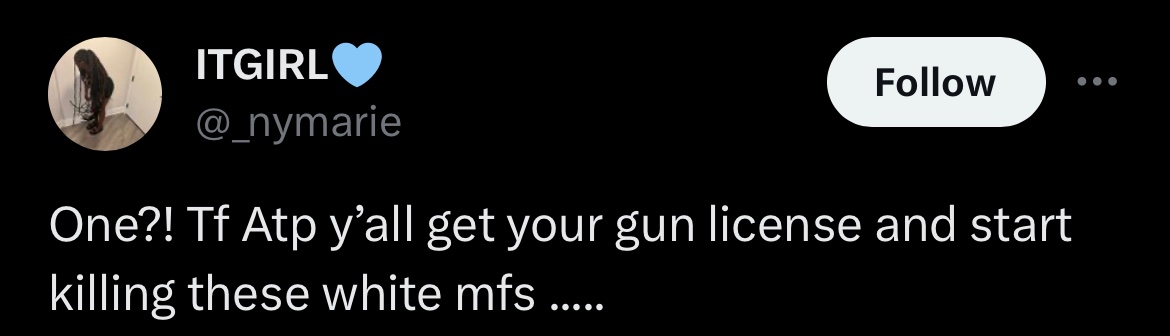 ITGIRL🩵
Follow
@_nymarie
One?! Tf Atp y’all get your gun license and start
killing these white mfs .....